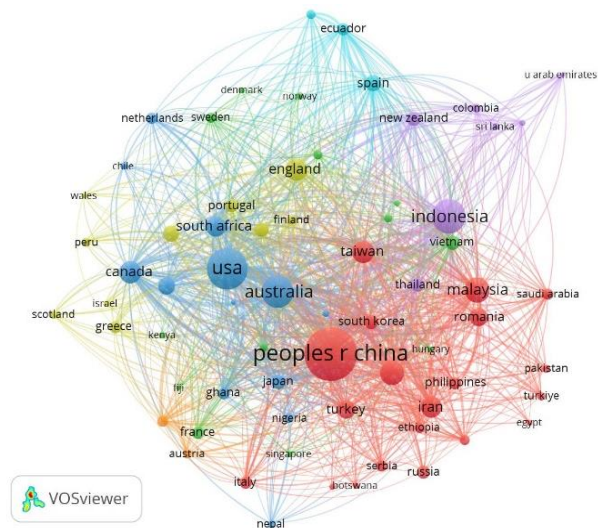 ecuador
spain
u arab emirates
denmark
norway
colombia
netherlands
sweden
new zealand
sri lanka
chile
england
wales
portugal
indonesia
south africa
finland
peru
vietnam
taiwan
usa
canada
thailand
australia
malaysia
saudi arabia
israel
scotland
greece
south korea
romania
kenya
peoples r china
hungary
pakistan
fiji
japan
philippines
ghana
turkiye
turkey
iran
nigeria
egypt
france
ethiopia
austria
singapore
serbia
russia
italy
botswana
VOSviewer
nepal